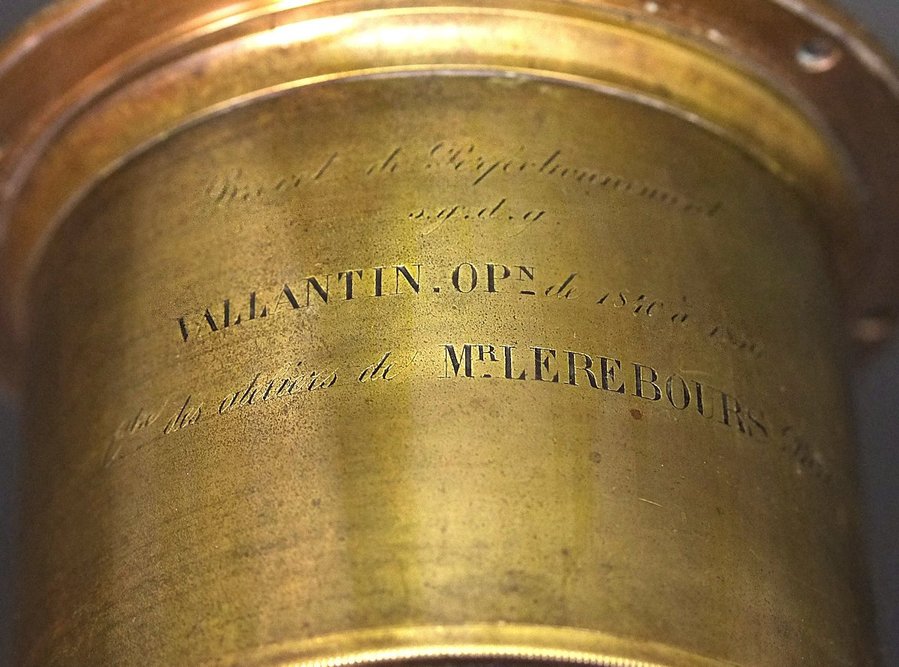 Brevet de Perfectionnement
s.g.d.g.
VALLANTIN. OPN de 1840 à
des ateliers de MR LEREBOURS